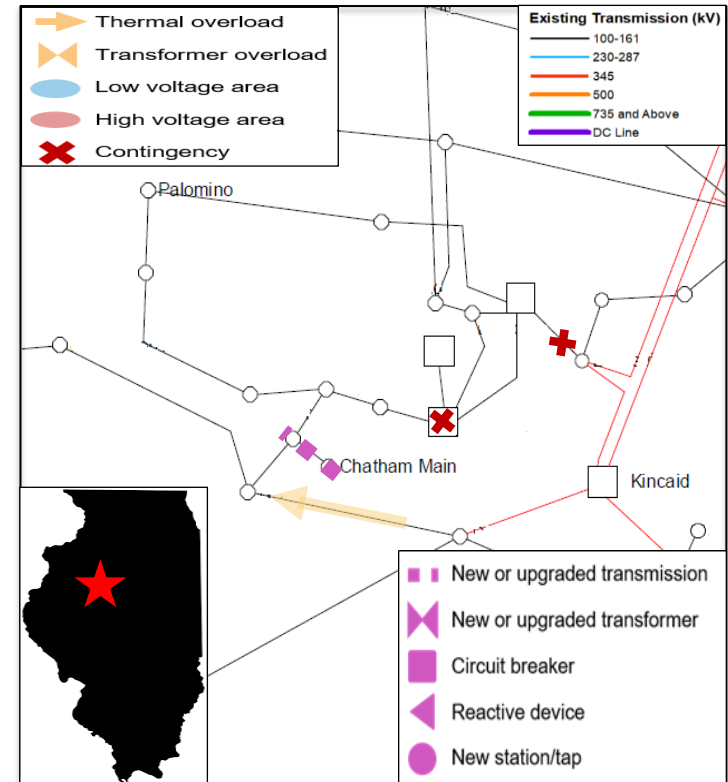 Thermal overload
Transformer overload
Low voltage area
High voltage area
Contingency
Existing Transmission (kV)
100-161
230-287
345
500
735 and Above
DC Line
Palomino
Chatham Main
Kincaid
New or upgraded transmission
New or upgraded transformer
Circuit breaker
Reactive device
New station/tap